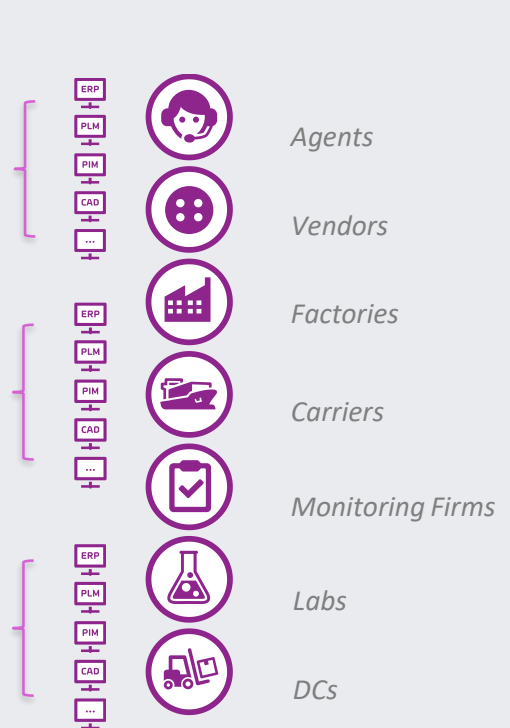 ERP
PLM
PIM
CAD
...
ERP
PLM
PIM
CAD
...
ERP
PLM
PIM
CAD
...
Agents
Vendors
Factories
Carriers
Monitoring Firms
Labs
DCs